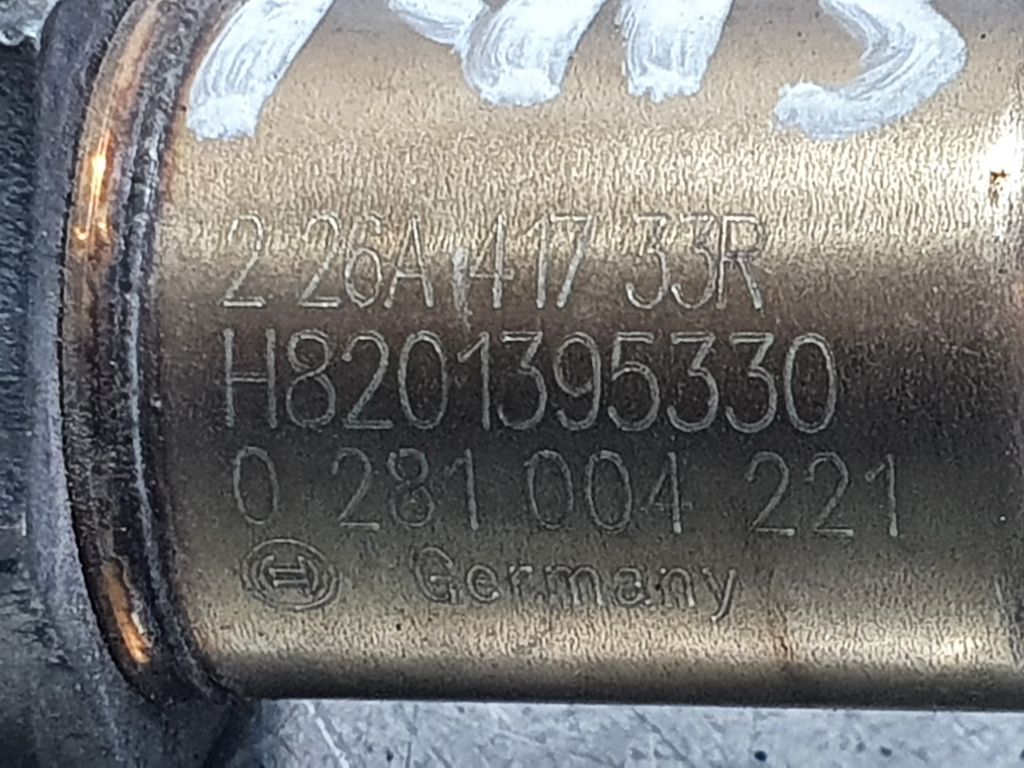 2 26A 417 33R
H8201395330
0 281 004 221
Germany